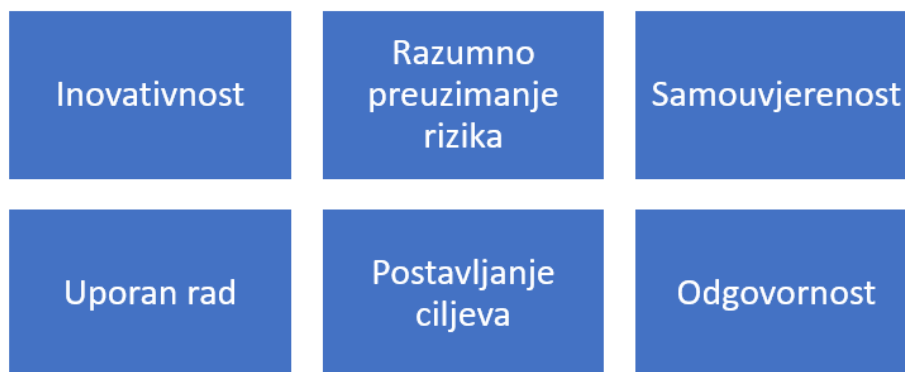 Inovativnost
Razumno
preuzimanje
rizika
Samouvjerenost
Uporan rad
Postavljanje
ciljeva
Odgovornost